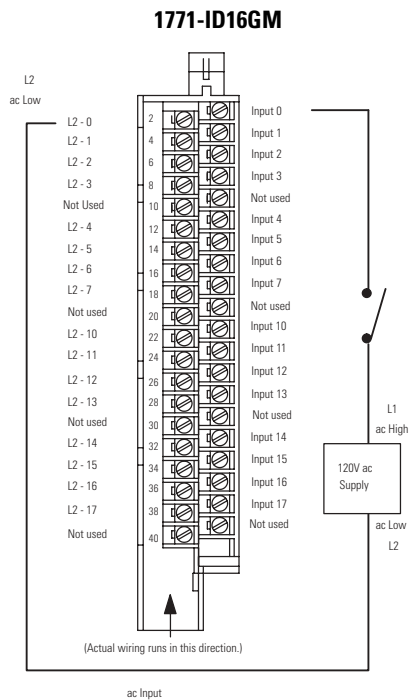 1771-ID16GM
L2
ac Low
L2 - 0 2 Input 0
L2 - 1 4 Input 1
L2 - 2 6 Input 2
L2 - 3 8 Input 3
Not Used 10 Not used
L2 - 4 12 Input 4
L2 - 5 14 Input 5
L2 - 6 16 Input 6
L2 - 7 18 Input 7
Not used 20 Not used
L2 - 10 22 Input 10
L2 - 11 24 Input 11
L2 - 12 26 Input 12
L2 - 13 28 Input 13
Not used 30 Not used
L2 - 14 32 Input 14
L2 - 15 34 Input 15
L2 - 16 36 Input 16
L2 - 17 38 Input 17
Not used 40 Not used
L1
ac High
120V ac
Supply
ac Low
L2
(Actual wiring runs in this direction.)
ac Input